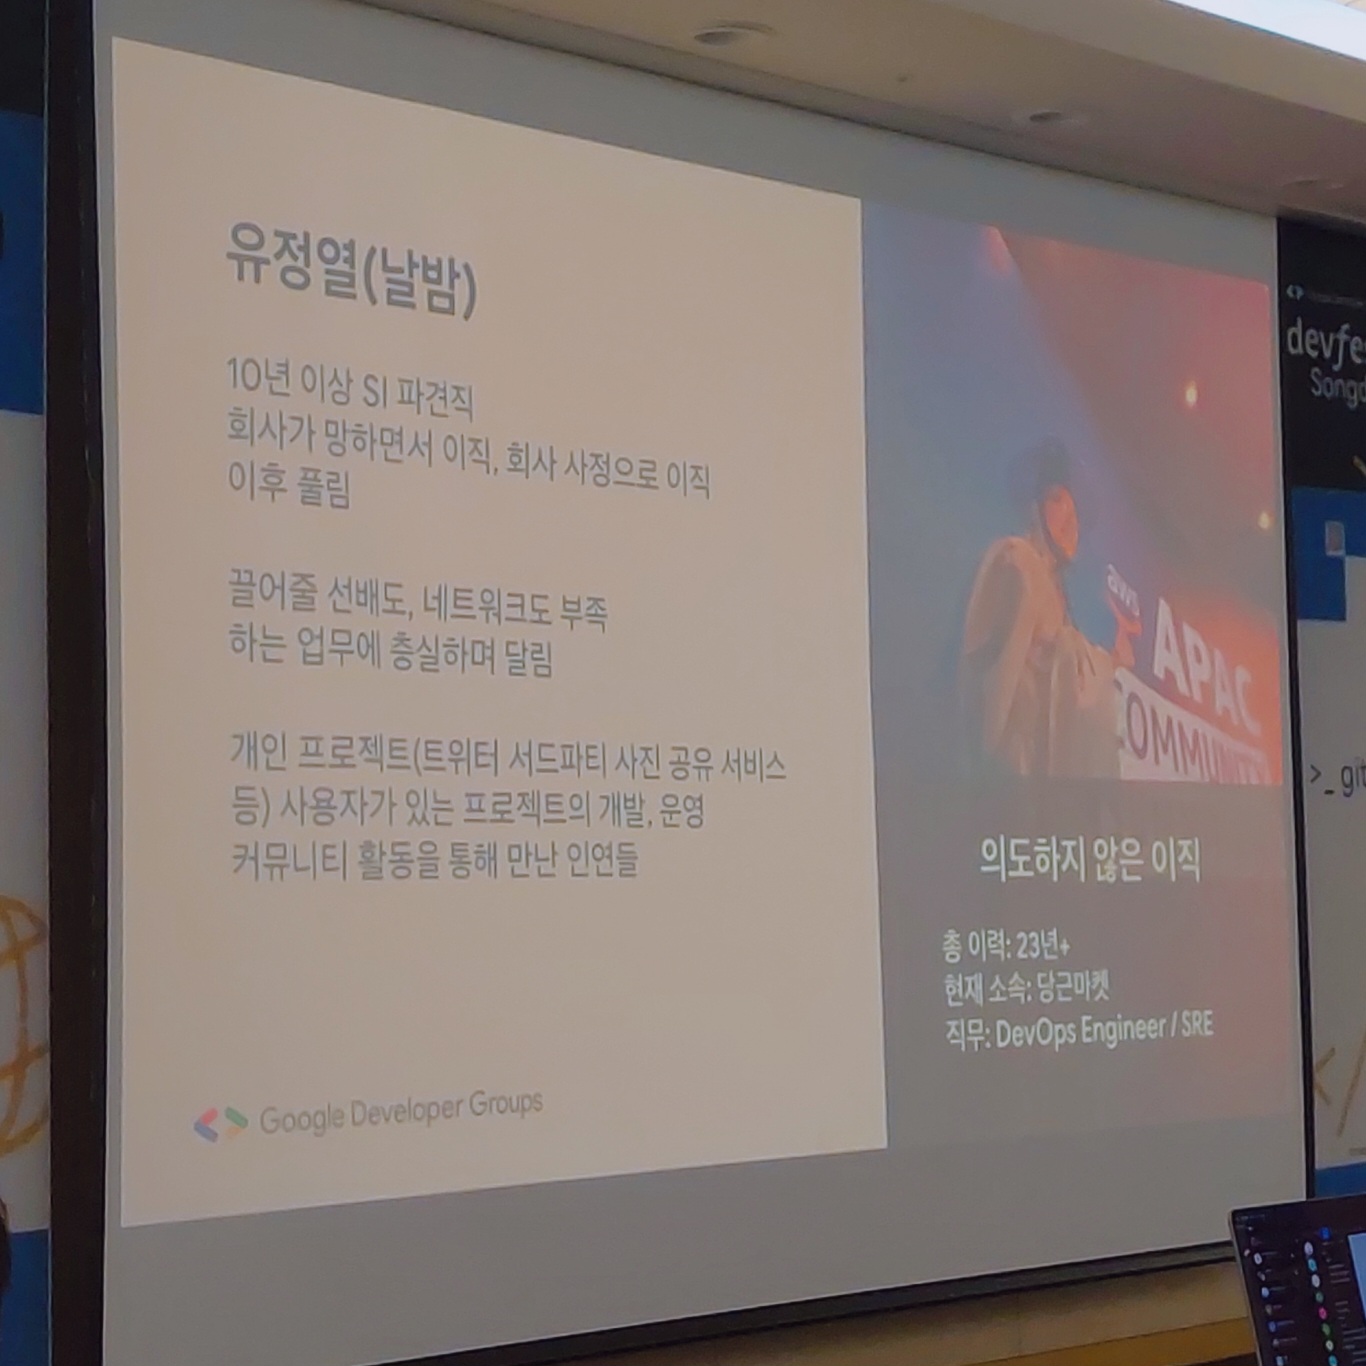 유정열(날밤)
10년 이상 SI 파견직
회사가 망하면서 이직, 회사 사정으로 이직
이후 풀림
끌어줄 선배도, 네트워크도 부족
하는 업무에 충실하며 달림
개인 프로젝트(트위터 서드파티 사진 공유 서비스
등) 사용자가 있는 프로젝트의 개발, 운영
커뮤니티 활동을 통해 만난 인연들
Google Developer Groups
aws
APAC
COMMUNITY
의도하지 않은 이직
총 이력: 23년+
현재 소속: 당근마켓
직무: DevOps Engineer / SRE
devfe
Songd
>_ git